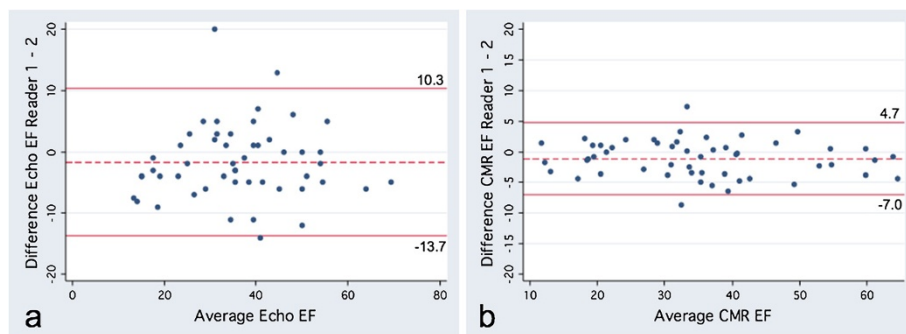 Difference Echo EF Reader 1 - 2
20
10
0
-10
-20
10.3
-13.7
0 20 40 60 80
Average Echo EF
a
Difference CMR EF Reader 1 - 2
20
15
10
5
0
-5
-10
-15
-20
4.7
-7.0
10 20 30 40 50 60
Average CMR EF
b